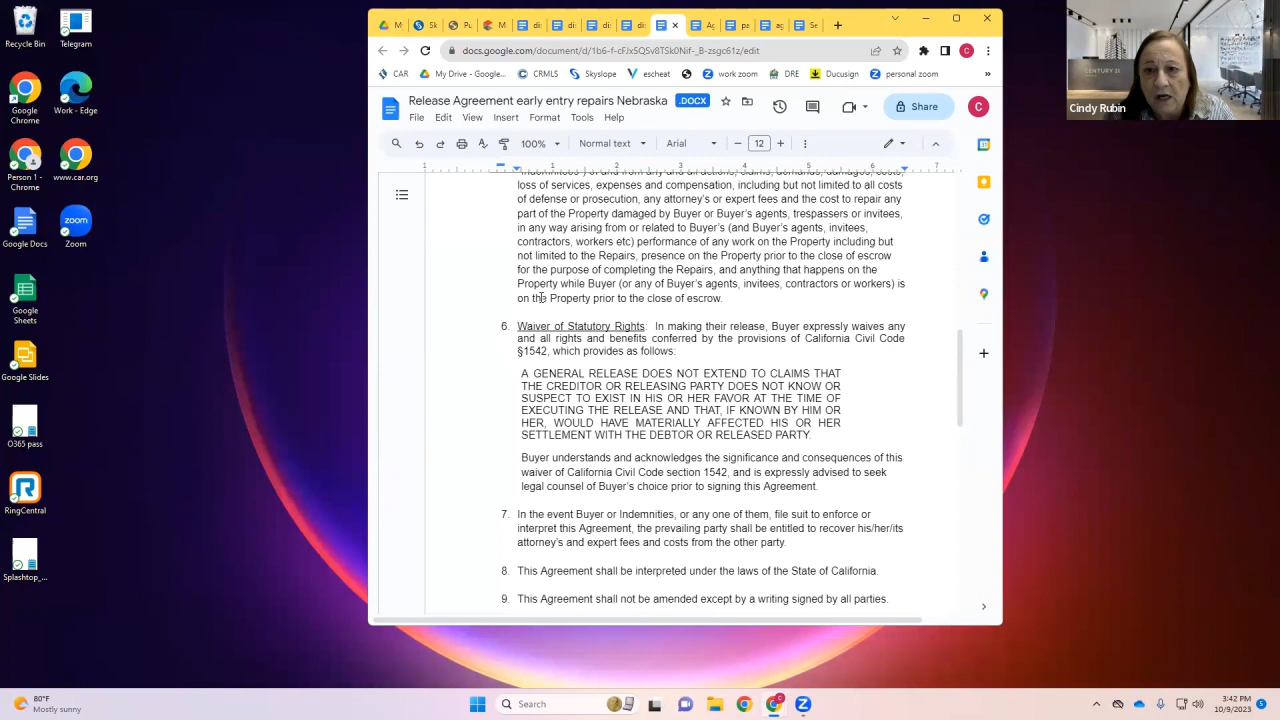 Recycle Bin
Telegram
Google Chrome
Work - Edge
Person 1 - Chrome
www.car.org
Google Docs
Zoom
Google Sheets
Google Slides
O365 pass
RingCentral
Splashtop_...
docs.google.com/document/d/1b6-f-cFJx5QSv8TSk0Nif-_B-zsgc61z/edit
CAR
My Drive - Google...
CRMLS
Skyslope
escheat
work zoom
DRE
Ducusign
personal zoom
»
Release Agreement early entry repairs Nebraska
.DOCX
Share
C
File Edit View Insert Format Tools Help
100% Normal text Arial 12
1 1 2 3 4 5 6 7
loss of services, expenses and compensation, including but not limited to all costs
of defense or prosecution, any attorney's or expert fees and the cost to repair any
part of the Property damaged by Buyer or Buyer's agents, trespassers or invitees,
in any way arising from or related to Buyer's (and Buyer's agents, invitees,
contractors, workers etc) performance of any work on the Property including but
not limited to the Repairs, presence on the Property prior to the close of escrow
for the purpose of completing the Repairs, and anything that happens on the
Property while Buyer (or any of Buyer's agents, invitees, contractors or workers) is
on the Property prior to the close of escrow.
6. Waiver of Statutory Rights: In making their release, Buyer expressly waives any
and all rights and benefits conferred by the provisions of California Civil Code
§1542, which provides as follows:
A GENERAL RELEASE DOES NOT EXTEND TO CLAIMS THAT
THE CREDITOR OR RELEASING PARTY DOES NOT KNOW OR
SUSPECT TO EXIST IN HIS OR HER FAVOR AT THE TIME OF
EXECUTING THE RELEASE AND THAT, IF KNOWN BY HIM OR
HER, WOULD HAVE MATERIALLY AFFECTED HIS OR HER
SETTLEMENT WITH THE DEBTOR OR RELEASED PARTY.
Buyer understands and acknowledges the significance and consequences of this
waiver of California Civil Code section 1542, and is expressly advised to seek
legal counsel of Buyer's choice prior to signing this Agreement.
7. In the event Buyer or Indemnities, or any one of them, file suit to enforce or
interpret this Agreement, the prevailing party shall be entitled to recover his/her/its
attorney's and expert fees and costs from the other party.
8. This Agreement shall be interpreted under the laws of the State of California.
9. This Agreement shall not be amended except by a writing signed by all parties.
CENTURY 21
Cindy Rubin
80°F
Mostly sunny
Search
3:42 PM
10/9/2023